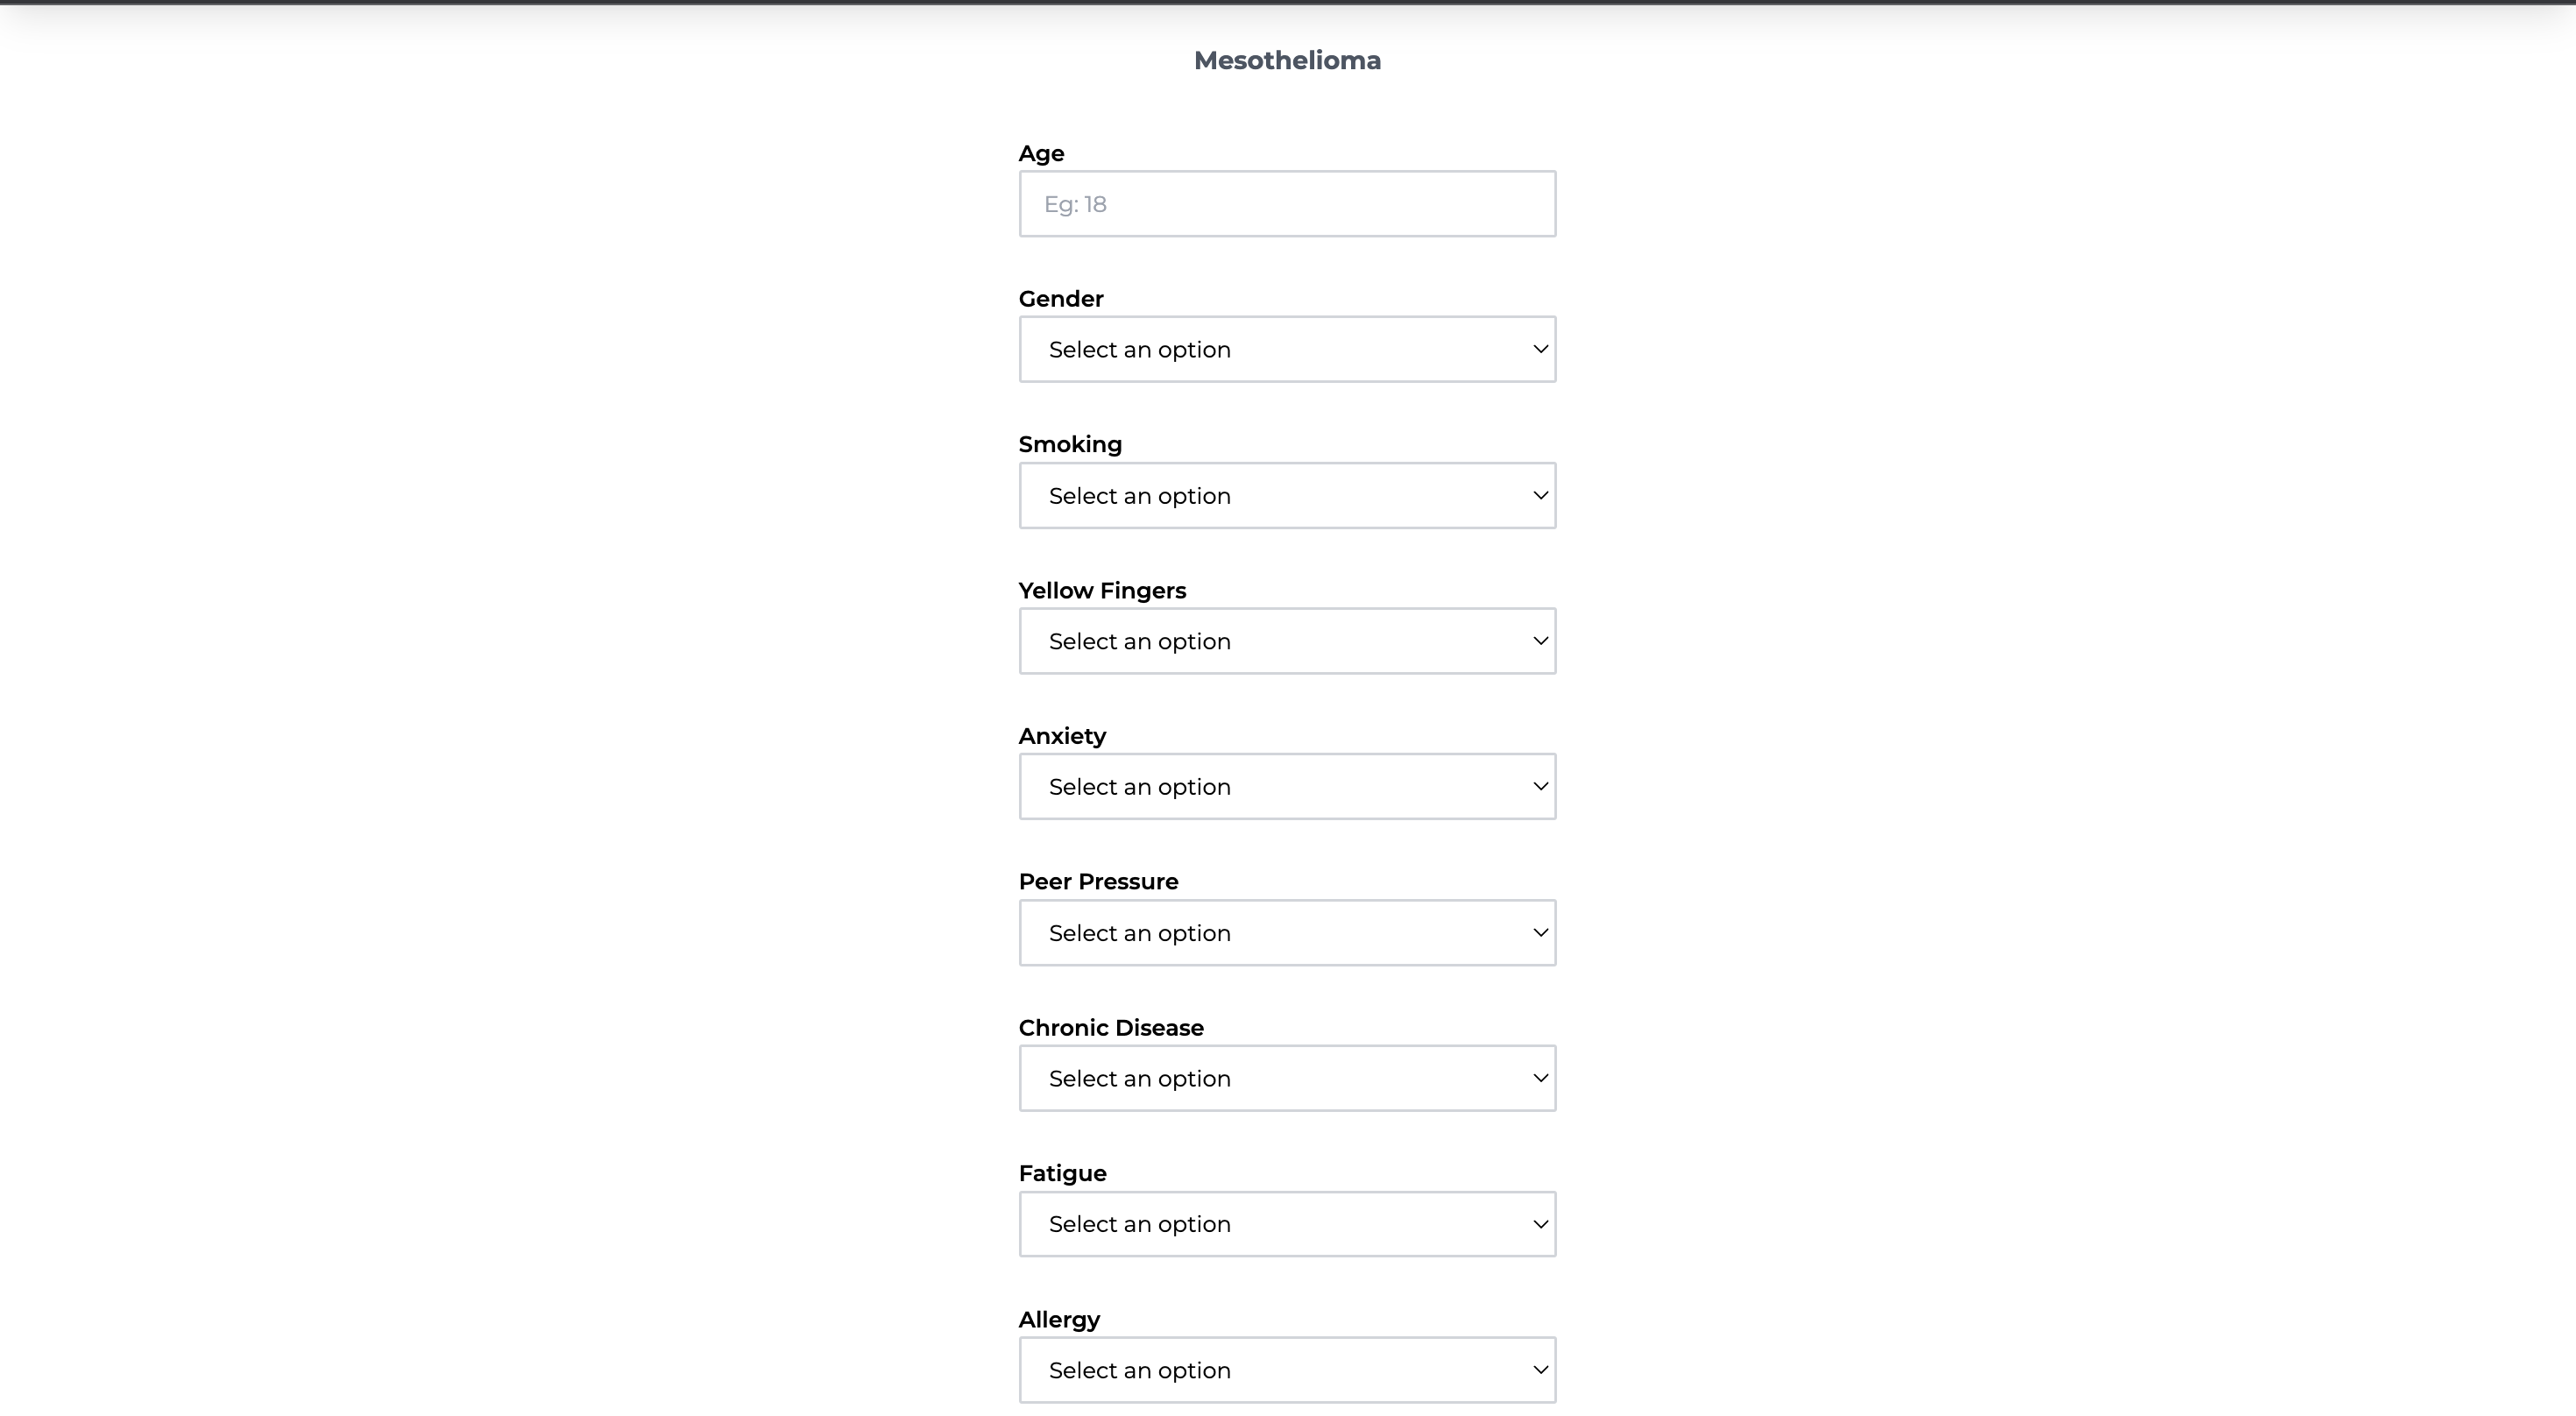 Mesothelioma
Age
Eg: 18
Gender
Select an option
Smoking
Select an option
Yellow Fingers
Select an option
Anxiety
Select an option
Peer Pressure
Select an option
Chronic Disease
Select an option
Fatigue
Select an option
Allergy
Select an option